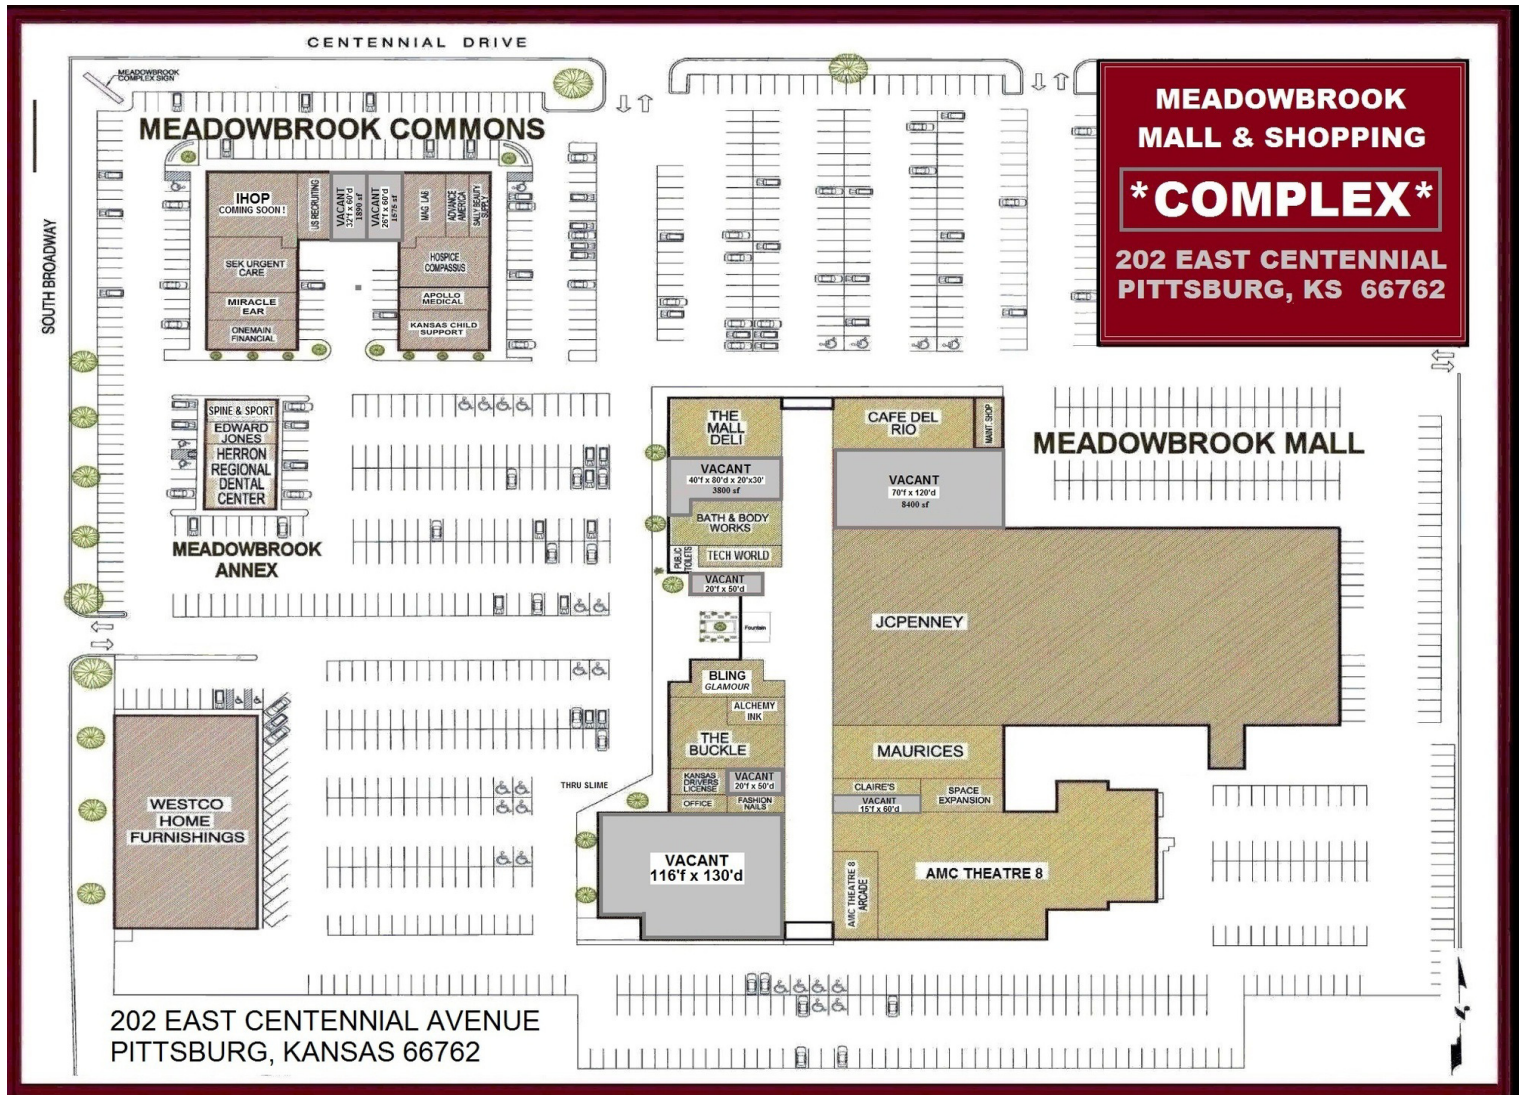 CENTENNIAL DRIVE
MEADOWBROOK
COMPLEX SIGN
MEADOWBROOK
MALL & SHOPPING
*COMPLEX*
202 EAST CENTENNIAL
PITTSBURG, KS 66762
SOUTH BROADWAY
MEADOWBROOK COMMONS
IHOP
COMING SOON !
US RECRUITING
VACANT
32'f x 60'd
1890 sf
VACANT
26'f x 60'd
1575 sf
MAG LAB
ADVANCE
AMERICA
SALLY BEAUTY
SUPPLY
SEK URGENT
CARE
HOSPICE
COMPASSUS
MIRACLE
EAR
APOLLO
MEDICAL
ONEMAIN
FINANCIAL
KANSAS CHILD
SUPPORT
SPINE & SPORT
EDWARD
JONES
HERRON
REGIONAL
DENTAL
CENTER
MEADOWBROOK
ANNEX
THE
MALL
DELI
CAFE DEL
RIO
MAINT. SHOP
MEADOWBROOK MALL
VACANT
40'f x 80'd x 20'x30'
3800 sf
VACANT
70'f x 120'd
8400 sf
BATH & BODY
WORKS
PUBLIC
TOILETS
TECH WORLD
VACANT
20'f x 50'd
Fountain
JCPENNEY
BLING
GLAMOUR
ALCHEMY
INK
THE
BUCKLE
MAURICES
KANSAS
DRIVERS
LICENSE
VACANT
20'f x 50'd
OFFICE
FASHION
NAILS
CLAIRE'S
VACANT
15'f x 60'd
SPACE
EXPANSION
THRU SLIME
WESTCO
HOME
FURNISHINGS
VACANT
116'f x 130'd
AMC THEATRE 8
ARCADE
AMC THEATRE 8
202 EAST CENTENNIAL AVENUE
PITTSBURG, KANSAS 66762